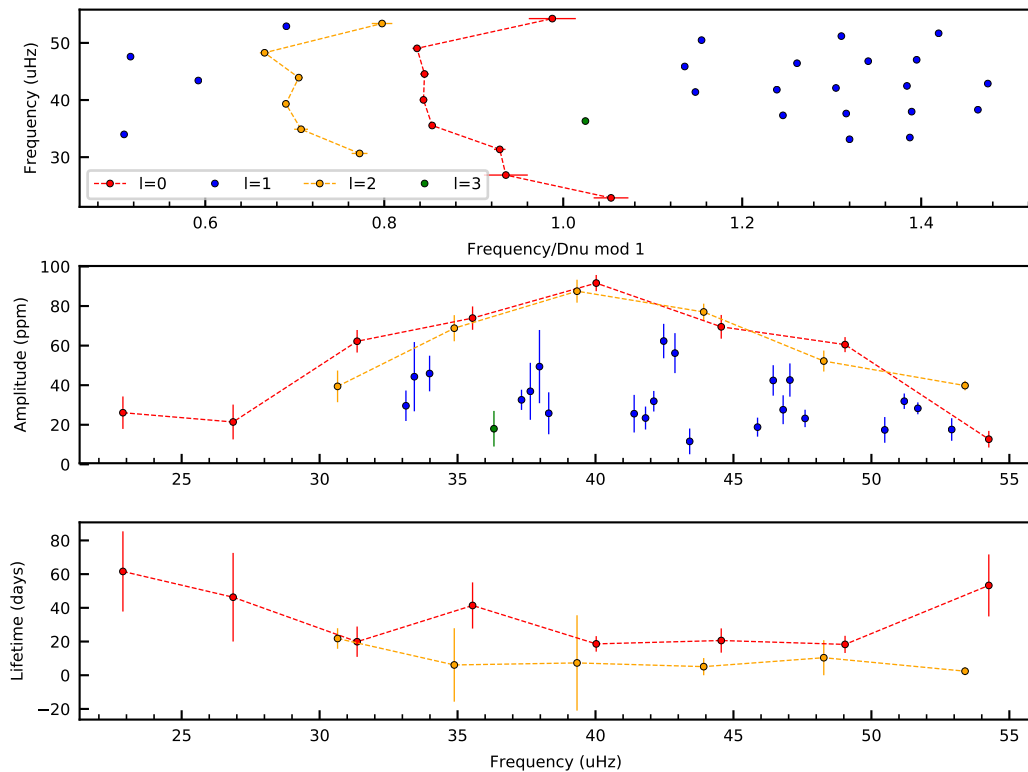 50
40
30
Frequency (uHz)
l=0 l=1 l=2 l=3
0.6 0.8 1.0 1.2 1.4
Frequency/Dnu mod 1
100
80
60
40
20
0
Amplitude (ppm)
25 30 35 40 45 50 55
80
60
40
20
0
−20
Lifetime (days)
25 30 35 40 45 50 55
Frequency (uHz)